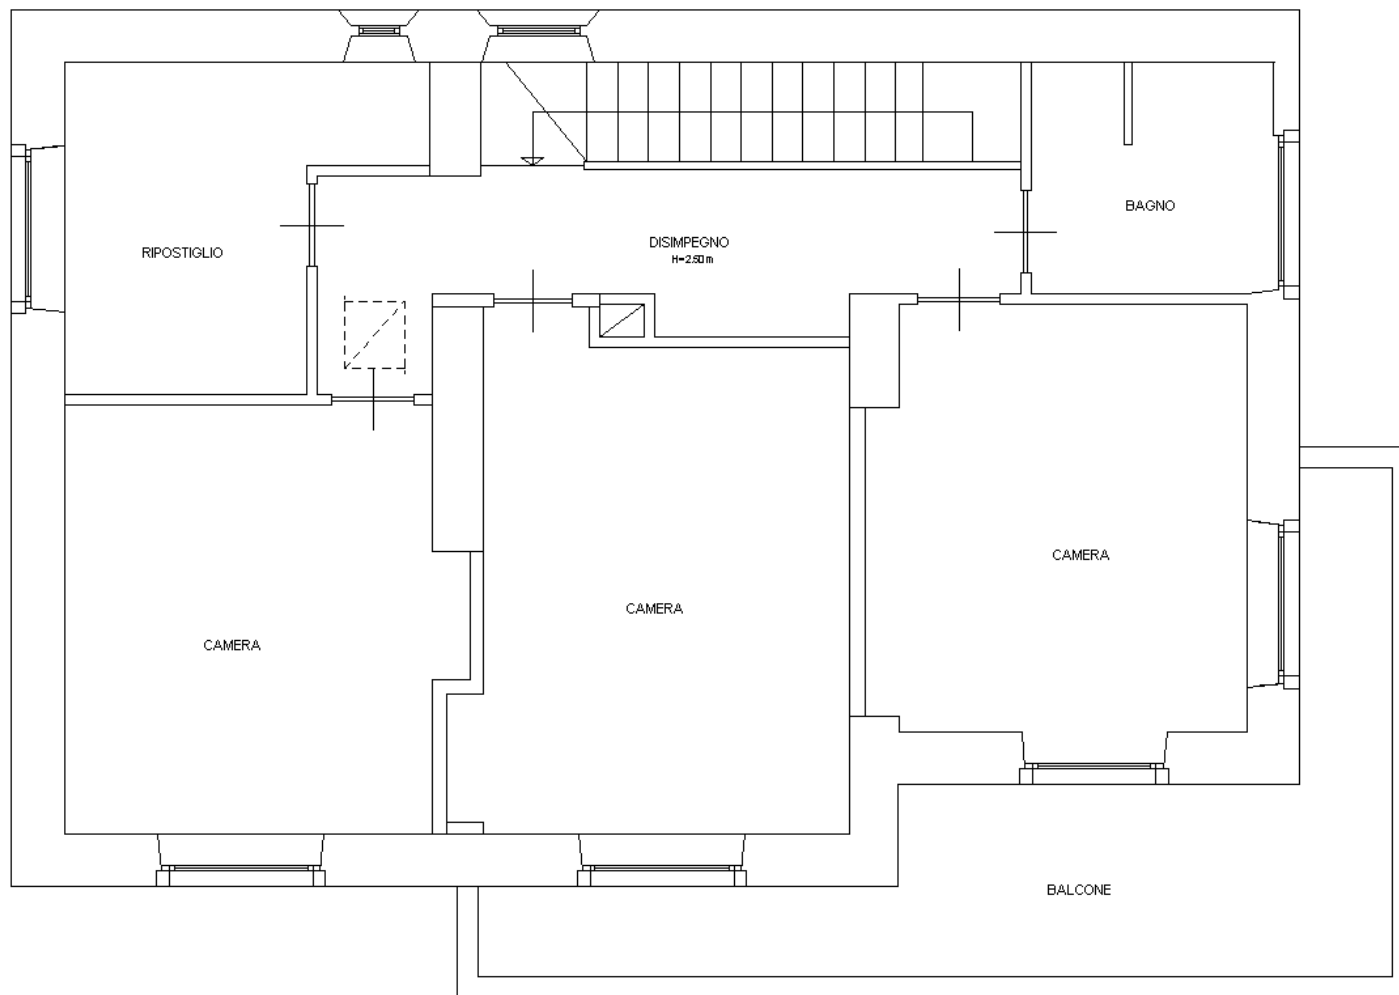 BAGNO
DISIMPEGNO
H=2.50 m
RIPOSTIGLIO
CAMERA
CAMERA
CAMERA
BALCONE